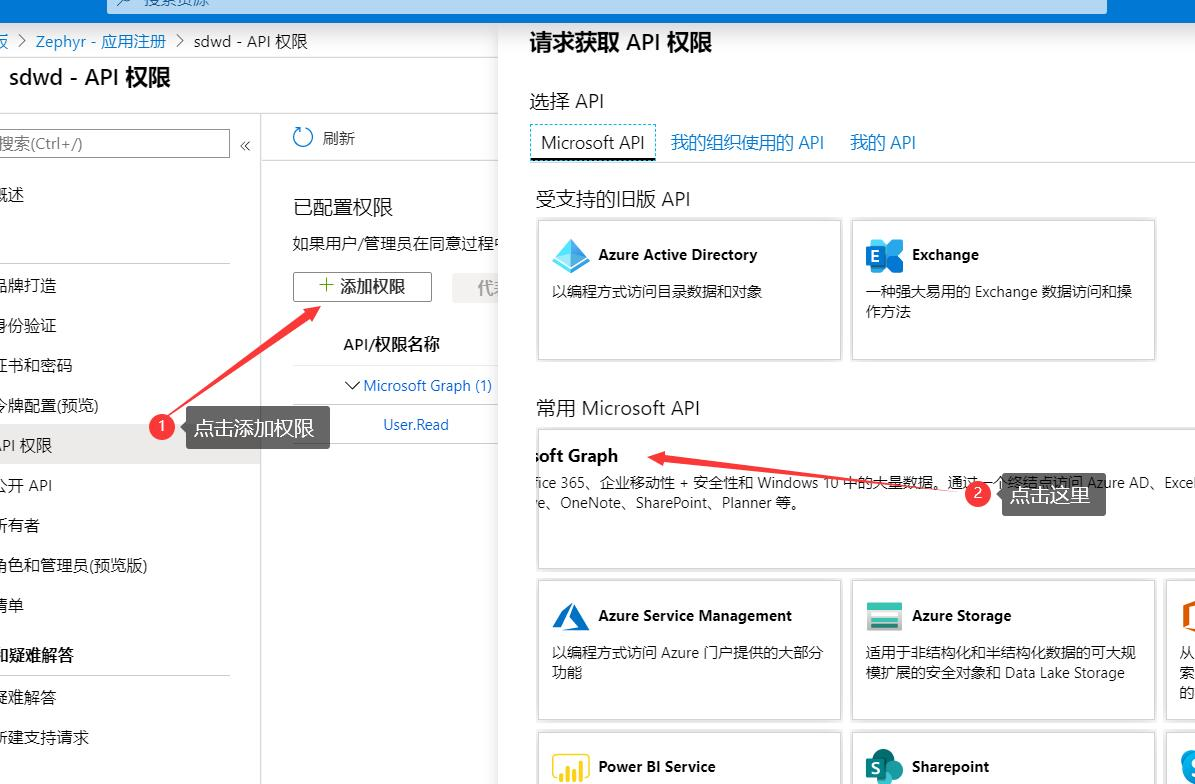 搜索资源
Zephyr - 应用注册 > sdwd - API 权限
sdwd - API 权限
搜索(Ctrl+/)
«
概述
品牌打造
身份验证
证书和密码
令牌配置(预览)
API 权限
公开 API
所有者
角色和管理员(预览版)
清单
和疑难解答
疑难解答
新建支持请求
刷新
已配置权限
如果用户/管理员在同意过程中
+ 添加权限
代表
API/权限名称
Microsoft Graph (1)
User.Read
1
点击添加权限
请求获取 API 权限
选择 API
Microsoft API 我的组织使用的 API 我的 API
受支持的旧版 API
Azure Active Directory
以编程方式访问目录数据和对象
Exchange
一种强大易用的 Exchange 数据访问和操
作方法
常用 Microsoft API
soft Graph
fice 365、企业移动性 + 安全性和 Windows 10 中的大量数据。通过一个终结点访问 Azure AD、Excel
e、OneNote、SharePoint、Planner 等。
2
点击这里
Azure Service Management
以编程方式访问 Azure 门户提供的大部分
功能
Azure Storage
适用于非结构化和半结构化数据的可大规
模扩展的安全对象和 Data Lake Storage
从
索
的
Power BI Service
Sharepoint